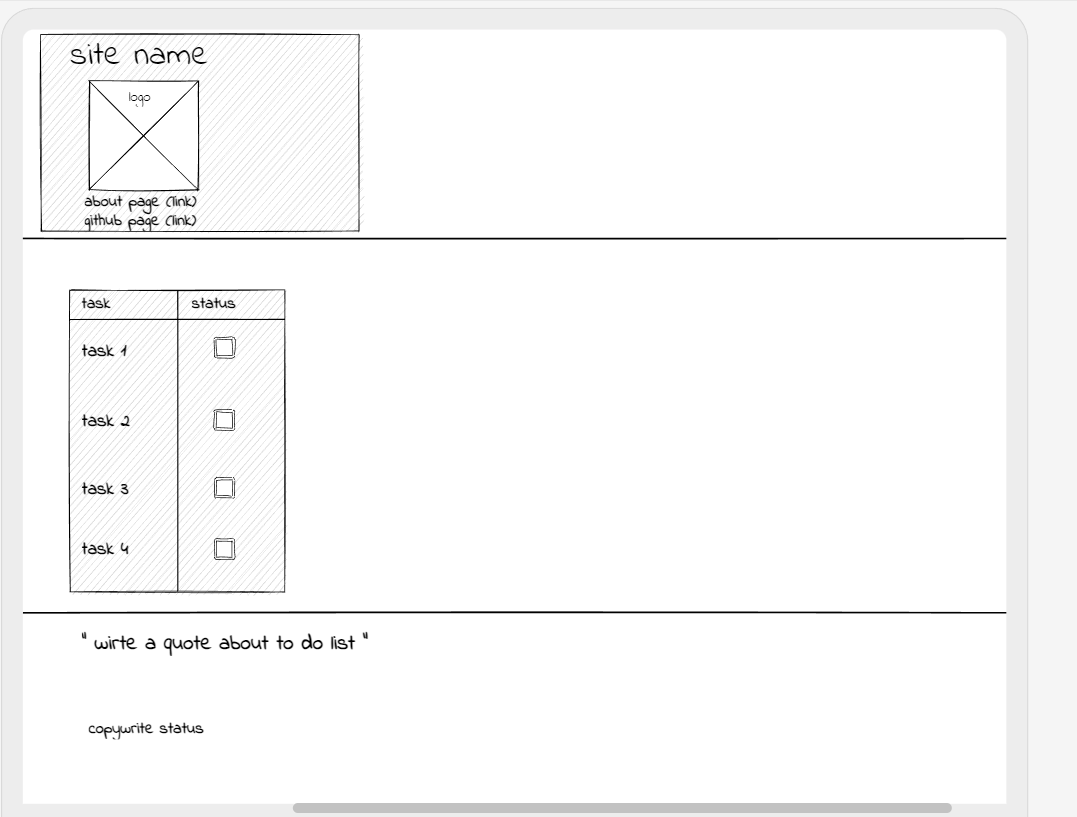 site name
logo
about page (link)
github page (link)
task status
task 1
task 2
task 3
task 4
" wirte a quote about to do list "
copywrite status